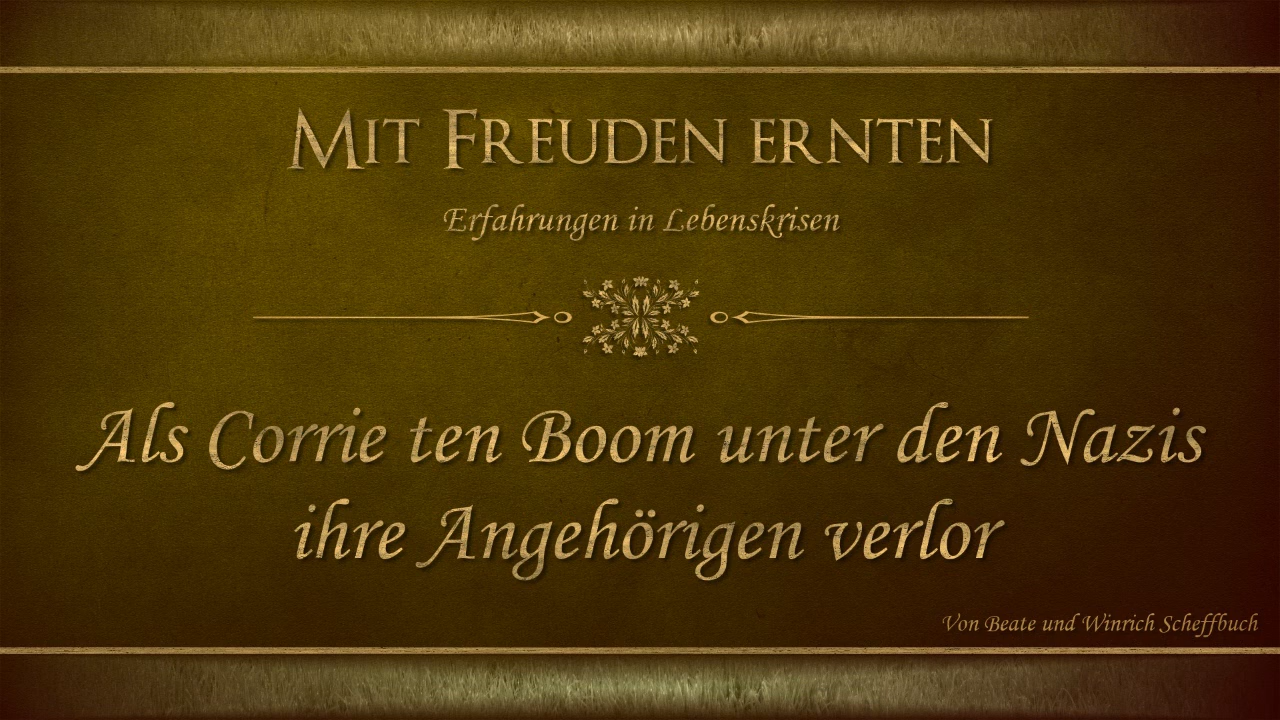 Mit Freuden ernten
Erfahrungen in Lebenskrisen
Als Corrie ten Boom unter den Nazis
ihre Angehörigen verlor
Von Beate und Winrich Scheffbuch